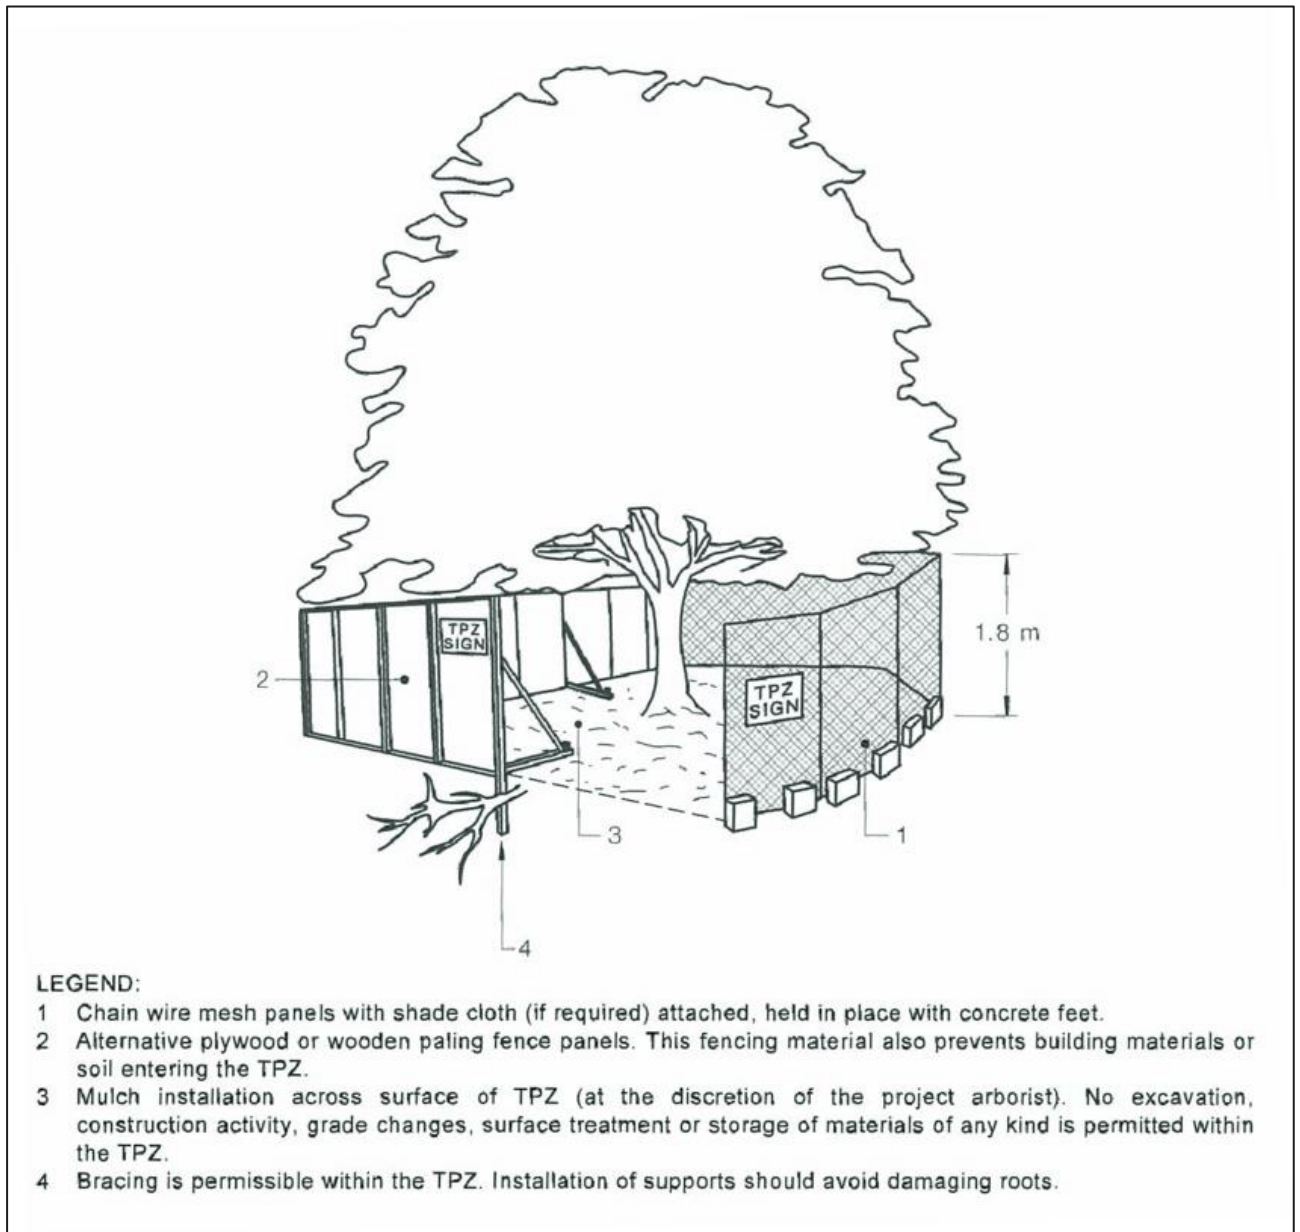 TPZ
SIGN
1.8 m
2
TPZ
SIGN
3
1
4
LEGEND:
1 Chain wire mesh panels with shade cloth (if required) attached, held in place with concrete feet.
2 Alternative plywood or wooden paling fence panels. This fencing material also prevents building materials or
soil entering the TPZ.
3 Mulch installation across surface of TPZ (at the discretion of the project arborist). No excavation,
construction activity, grade changes, surface treatment or storage of materials of any kind is permitted within
the TPZ.
4 Bracing is permissible within the TPZ. Installation of supports should avoid damaging roots.